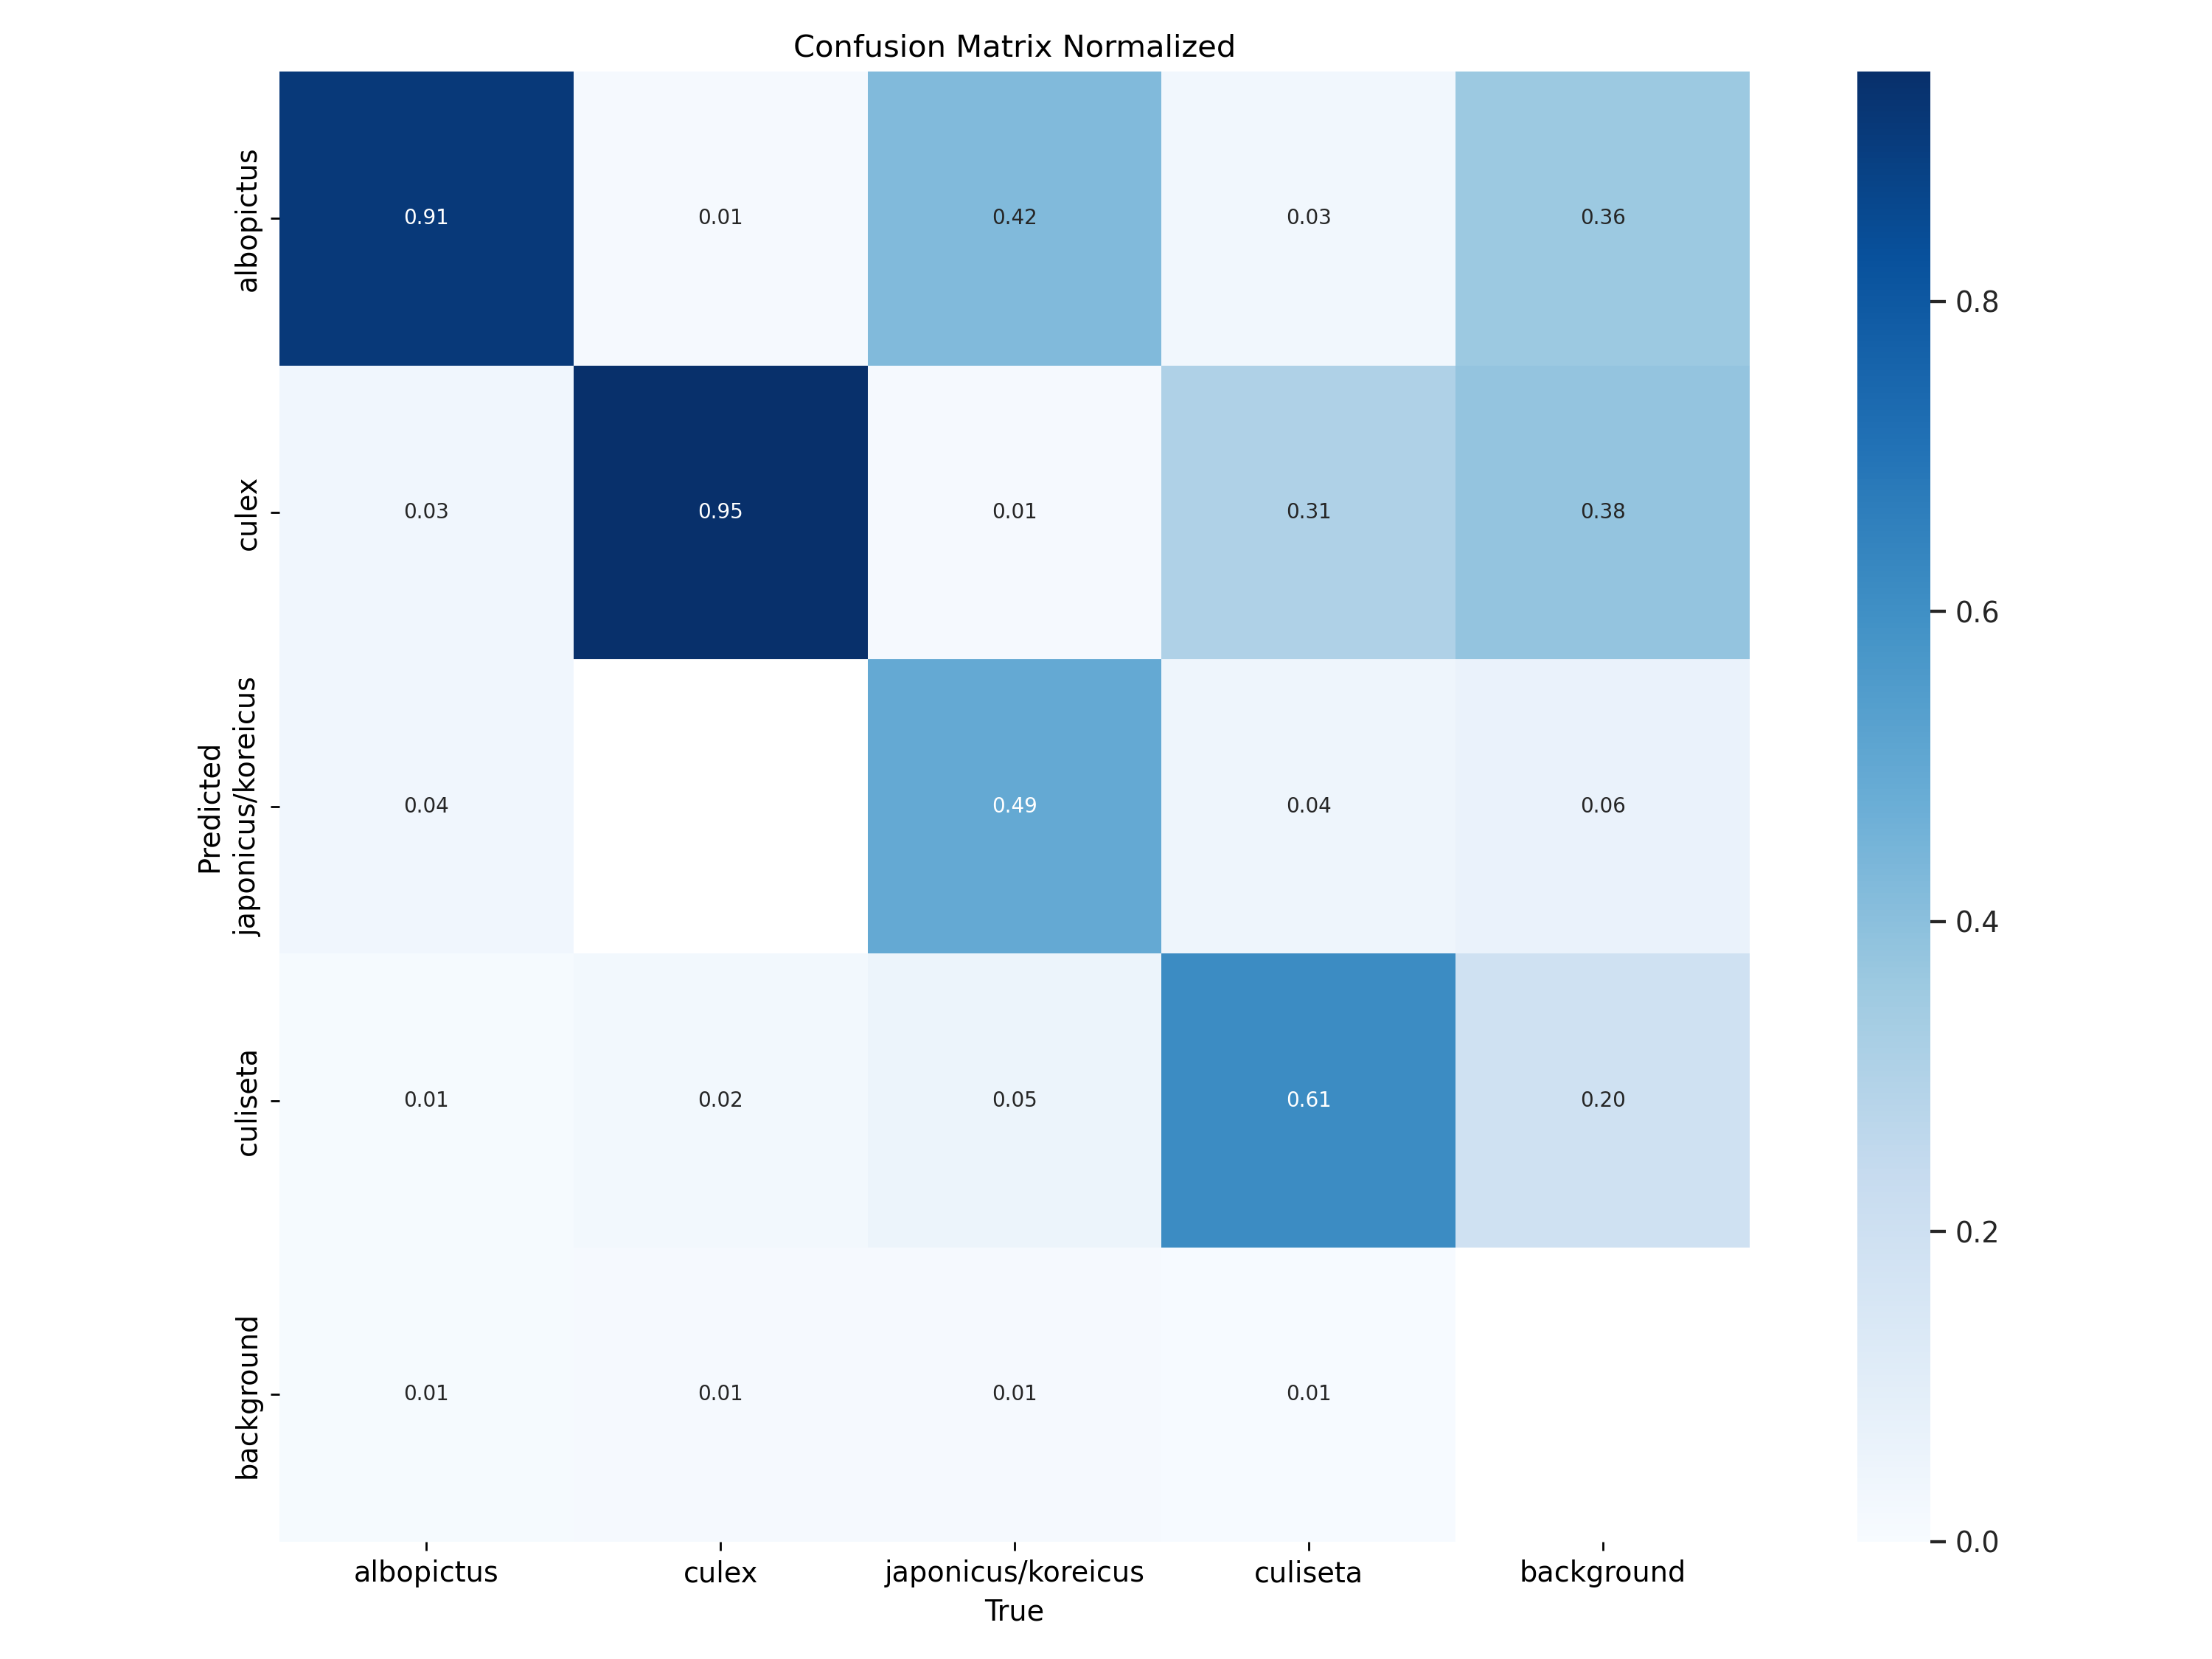 Confusion Matrix Normalized
albopictus
0.91
0.01
0.42
0.03
0.36
culex
0.03
0.95
0.01
0.31
0.38
Predicted
japonicus/koreicus
0.04
0.49
0.04
0.06
culiseta
0.01
0.02
0.05
0.61
0.20
background
0.01
0.01
0.01
0.01
albopictus
culex
japonicus/koreicus
culiseta
background
True
0.8
0.6
0.4
0.2
0.0